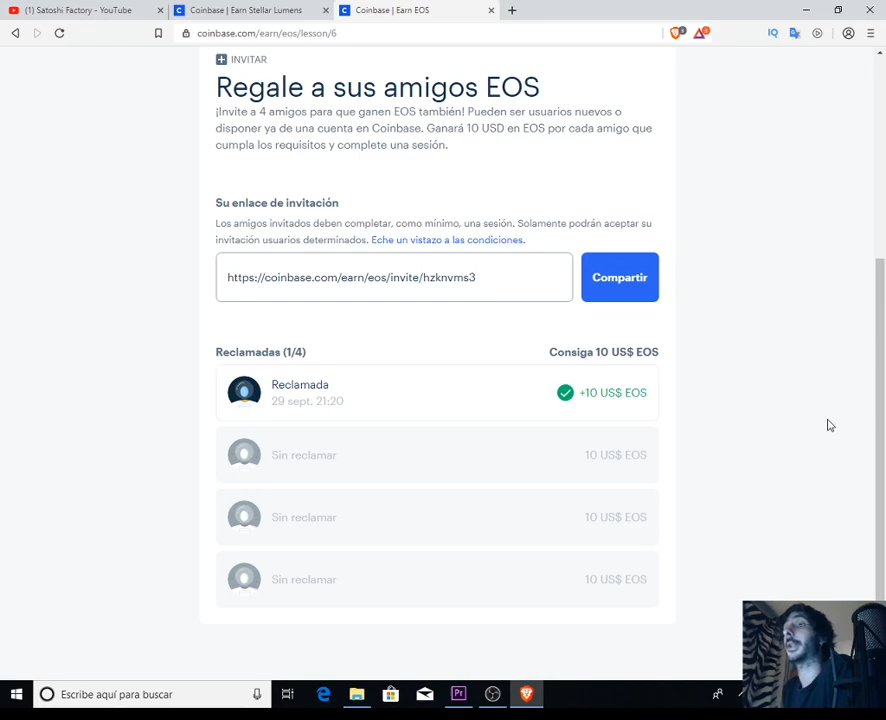 (1) Satoshi Factory - YouTube
Coinbase | Earn Stellar Lumens
Coinbase | Earn EOS
coinbase.com/earn/eos/lesson/6
INVITAR
Regale a sus amigos EOS
¡Invite a 4 amigos para que ganen EOS también! Pueden ser usuarios nuevos o
disponer ya de una cuenta en Coinbase. Ganará 10 USD en EOS por cada amigo que
cumpla los requisitos y complete una sesión.
Su enlace de invitación
Los amigos invitados deben completar, como mínimo, una sesión. Solamente podrán aceptar su
invitación usuarios determinados. Eche un vistazo a las condiciones.
https://coinbase.com/earn/eos/invite/hzknvms3
Compartir
Reclamadas (1/4)
Consiga 10 US$ EOS
Reclamada
29 sept. 21:20
+10 US$ EOS
Sin reclamar
10 US$ EOS
Sin reclamar
10 US$ EOS
Sin reclamar
10 US$ EOS
Escribe aquí para buscar
Pr
IQ